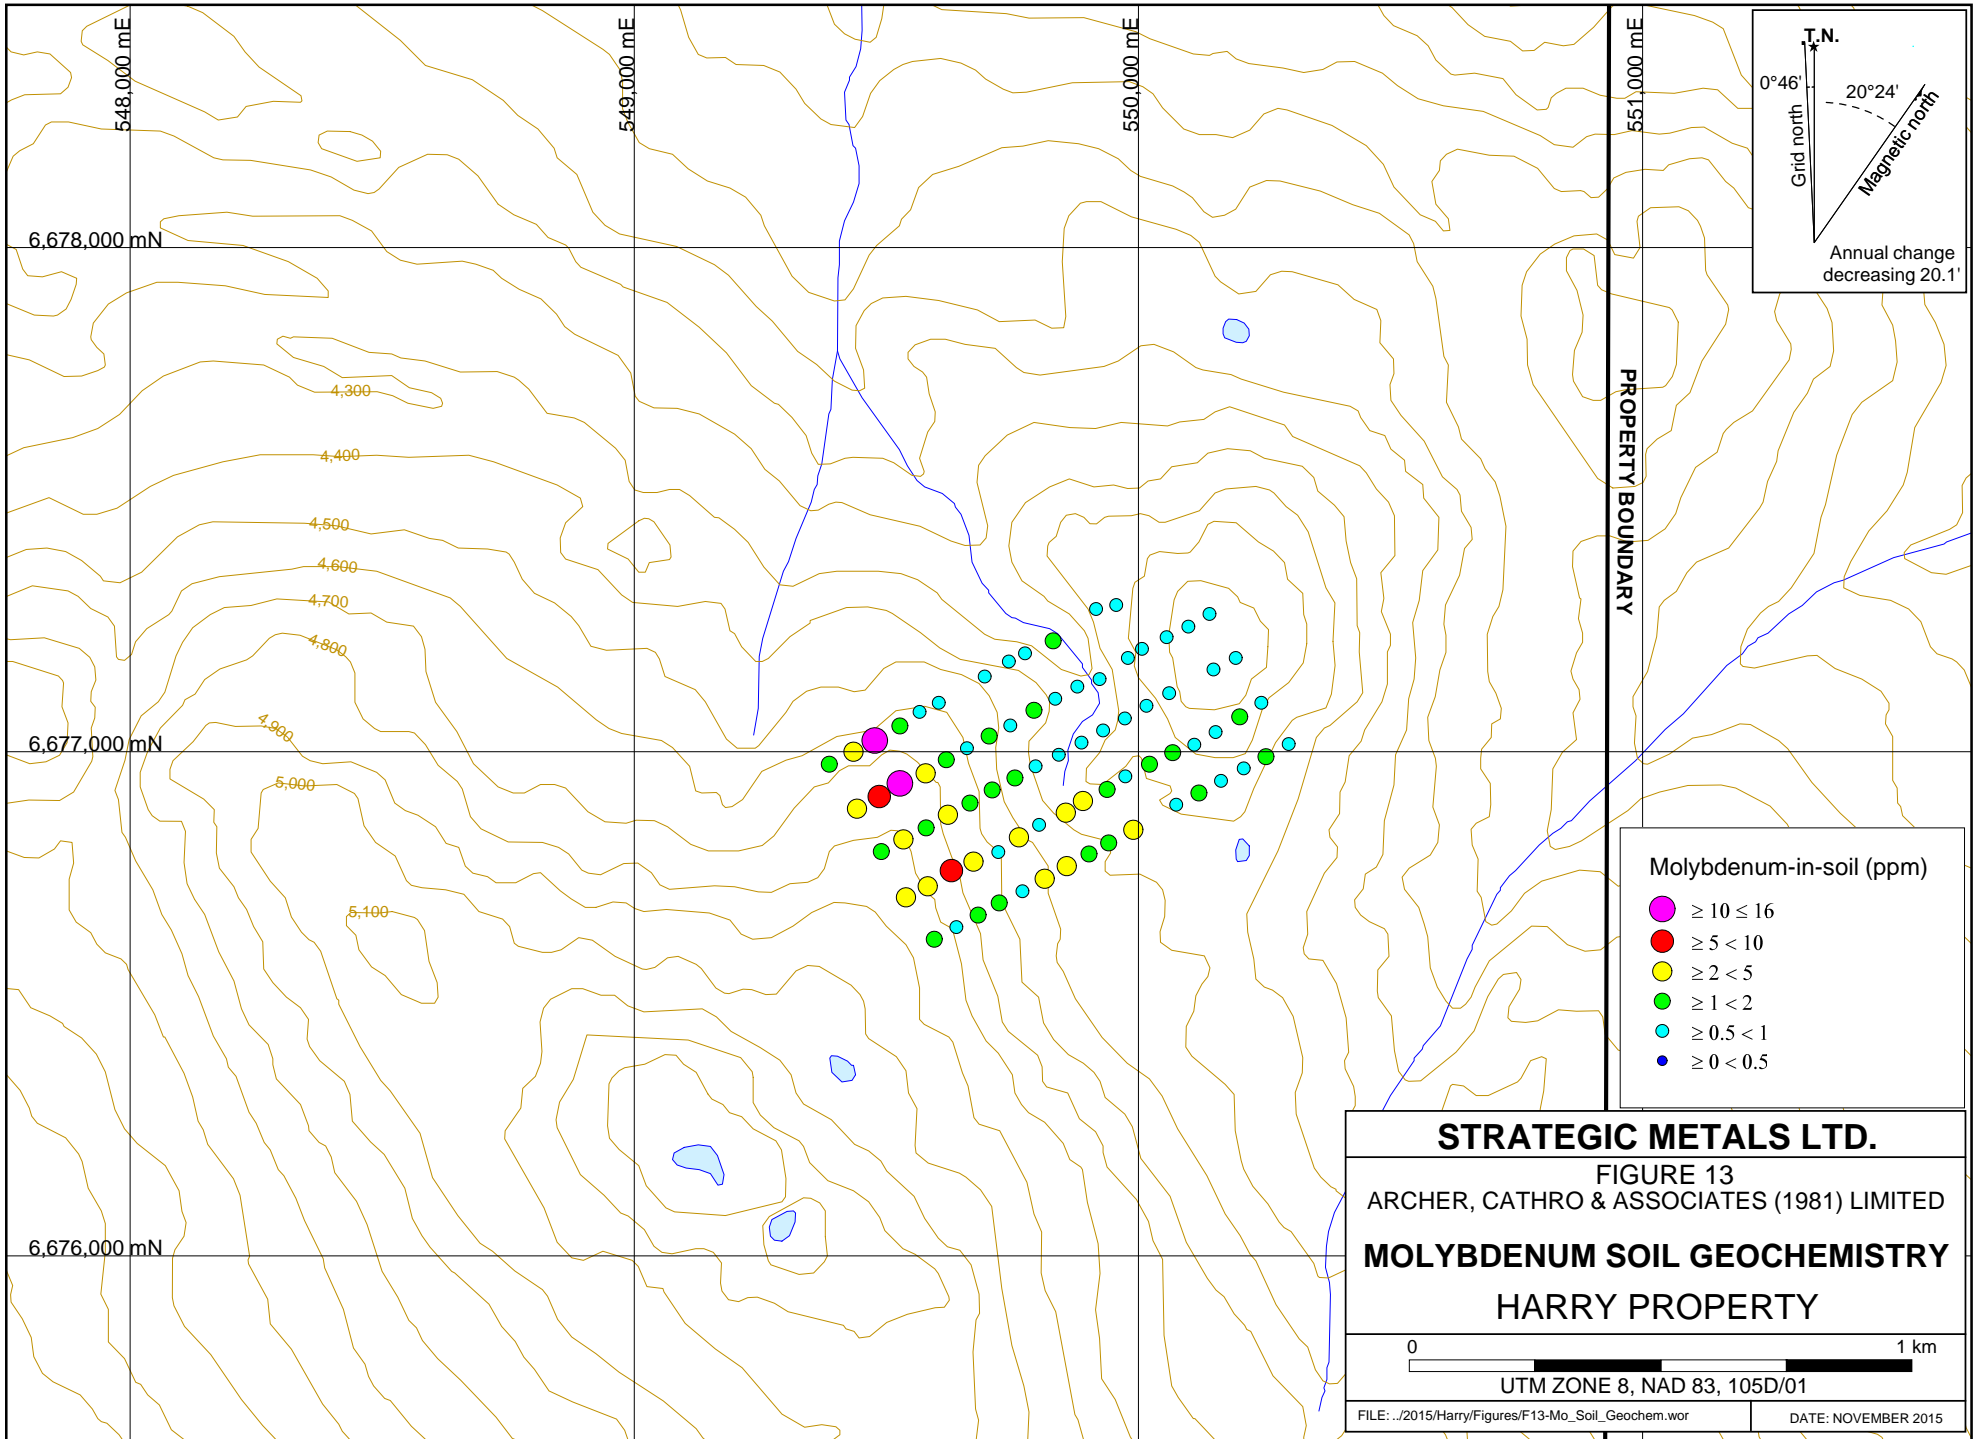 548,000 mE
549,000 mE
550,000 mE
551,000 mE
T.N.
0°46'
20°24'
Grid north
Magnetic north
Annual change
decreasing 20.1'
6,678,000 mN
6,677,000 mN
6,676,000 mN
4,300
4,400
4,500
4,600
4,700
4,800
4,900
5,000
5,100
PROPERTY BOUNDARY
Molybdenum-in-soil (ppm)
≥ 10 ≤ 16
≥ 5 < 10
≥ 2 < 5
≥ 1 < 2
≥ 0.5 < 1
≥ 0 < 0.5
STRATEGIC METALS LTD.
FIGURE 13
ARCHER, CATHRO & ASSOCIATES (1981) LIMITED
MOLYBDENUM SOIL GEOCHEMISTRY
HARRY PROPERTY
0 1 km
UTM ZONE 8, NAD 83, 105D/01
FILE: ../2015/Harry/Figures/F13-Mo_Soil_Geochem.wor
DATE: NOVEMBER 2015